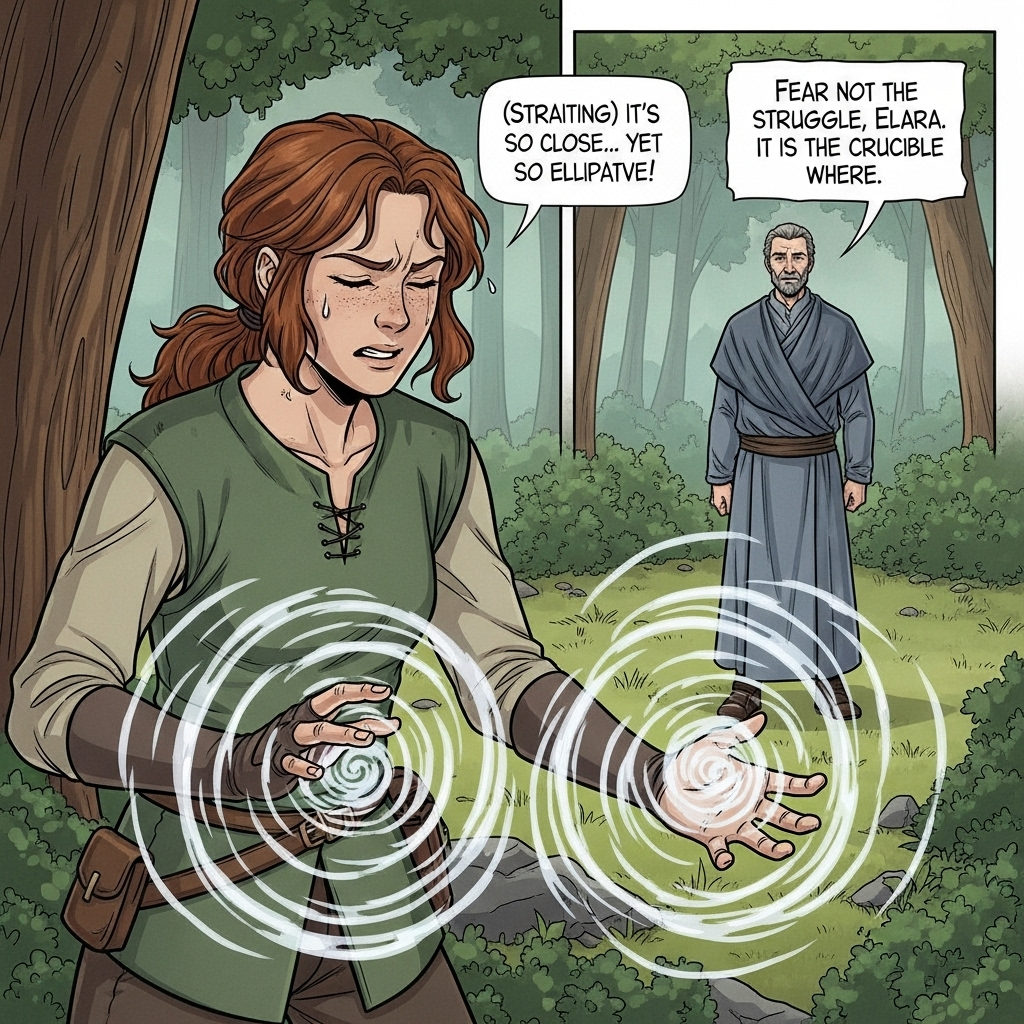 (STRAITING) IT'S
SO CLOSE... YET
SO ELLIPATVE!
FEAR NOT THE
STRUGGLE, ELARA.
IT IS THE CRUCIBLE
WHERE.